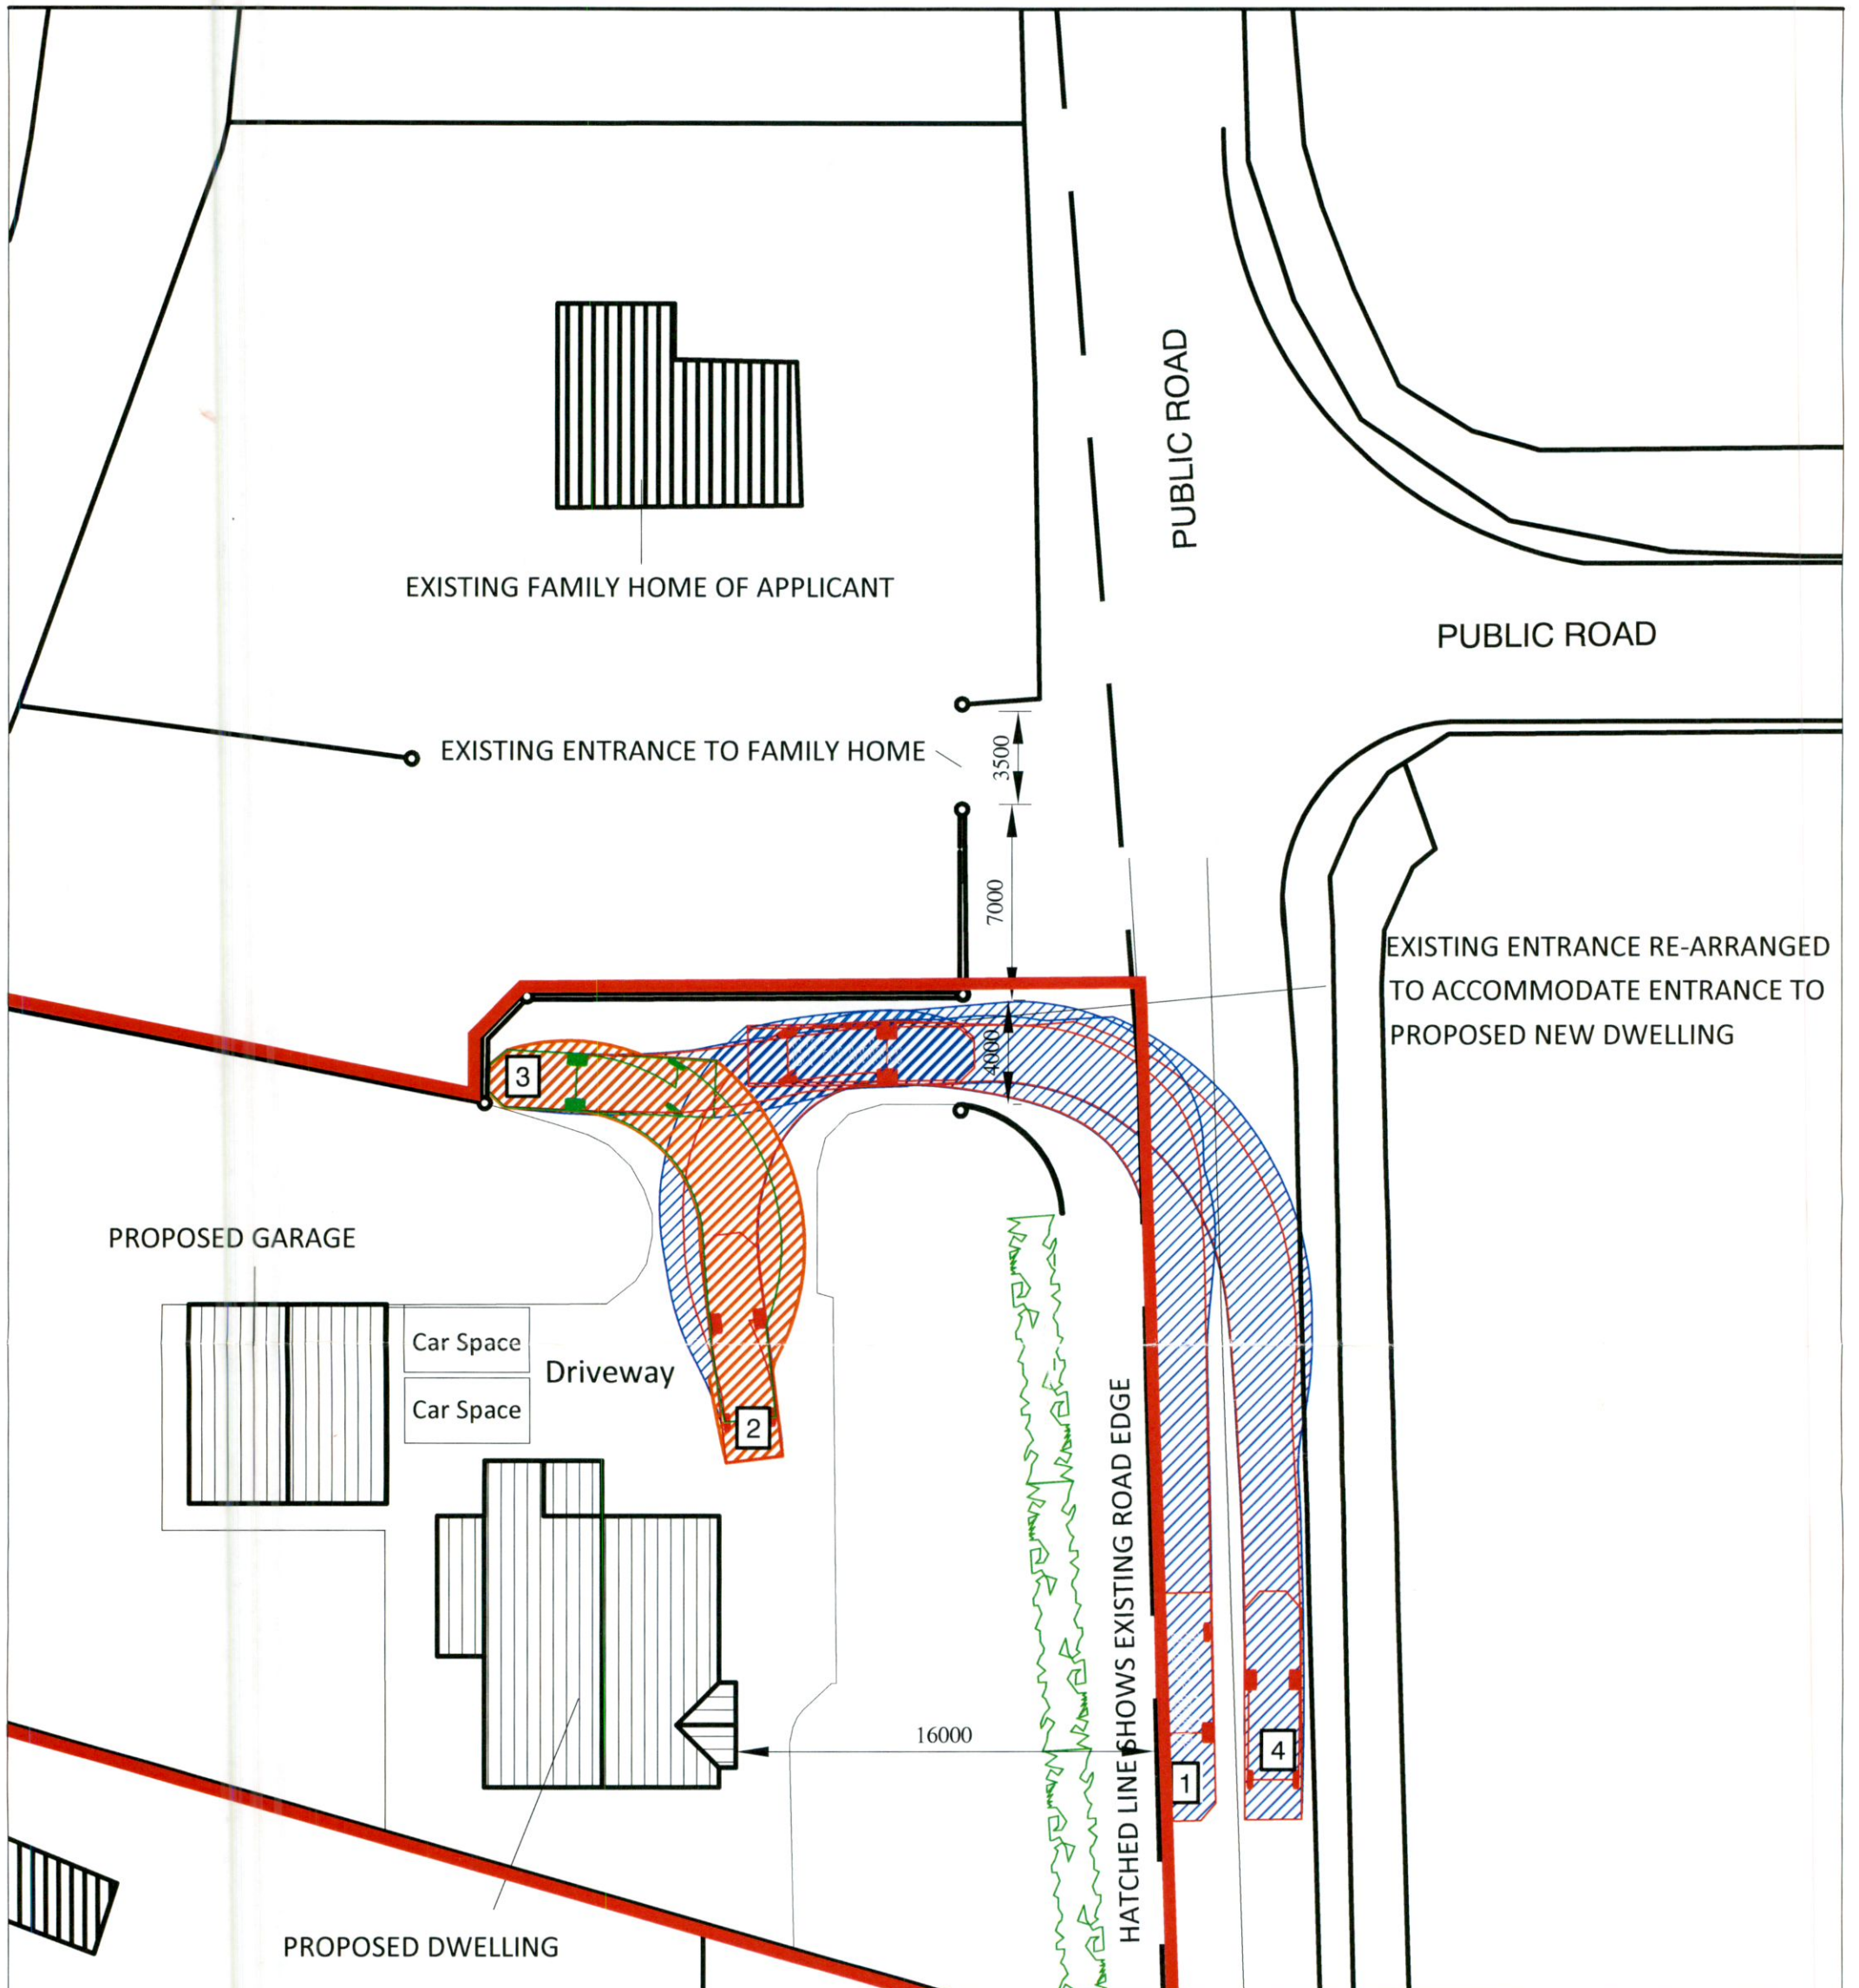 PUBLIC ROAD
EXISTING FAMILY HOME OF APPLICANT
PUBLIC ROAD
EXISTING ENTRANCE TO FAMILY HOME
3500
7000
EXISTING ENTRANCE RE-ARRANGED
TO ACCOMMODATE ENTRANCE TO
PROPOSED NEW DWELLING
4000
3
PROPOSED GARAGE
Car Space
Driveway
Car Space
2
HATCHED LINE SHOWS EXISTING ROAD EDGE
16000
4
1
PROPOSED DWELLING